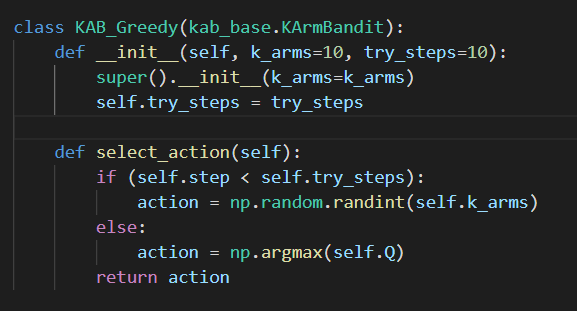 class KAB_Greedy(kab_base.KArmBandit):
    def __init__(self, k_arms=10, try_steps=10):
        super().__init__(k_arms=k_arms)
        self.try_steps = try_steps
    def select_action(self):
        if (self.step < self.try_steps):
            action = np.random.randint(self.k_arms)
        else:
            action = np.argmax(self.Q)
        return action